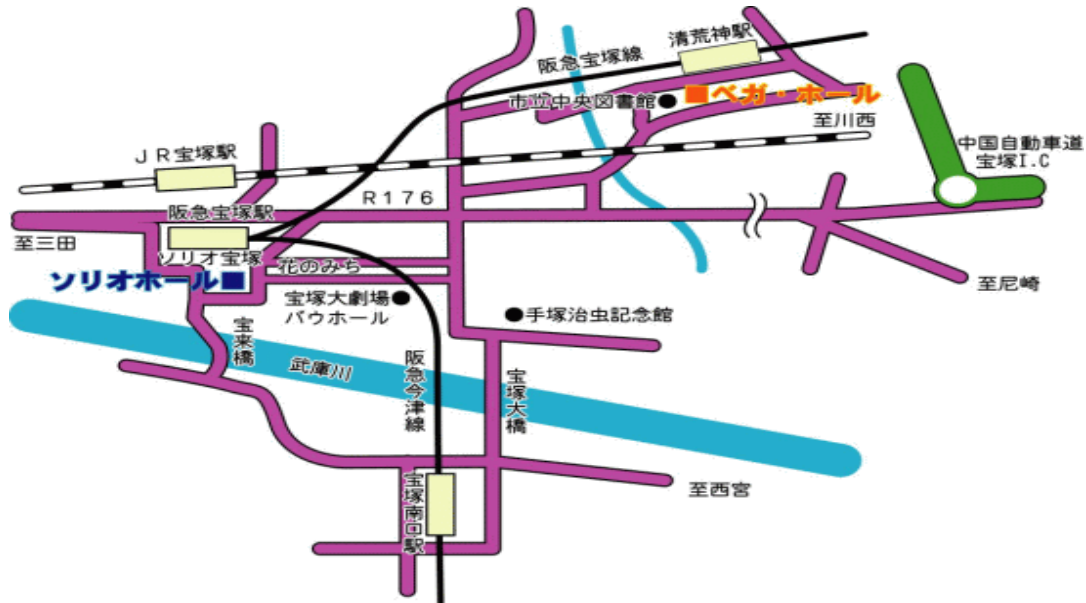 清荒神駅
阪急宝塚線
市立中央図書館●
■ベガ・ホール
至川西
中国自動車道
宝塚I.C
JR宝塚駅
R176
阪急宝塚駅
至三田
ソリオ宝塚
花のみち
ソリオホール■
至尼崎
宝塚大劇場●
バウホール
●手塚治虫記念館
宝来橋
武庫川
阪急今津線
宝塚大橋
宝塚南口駅
至西宮